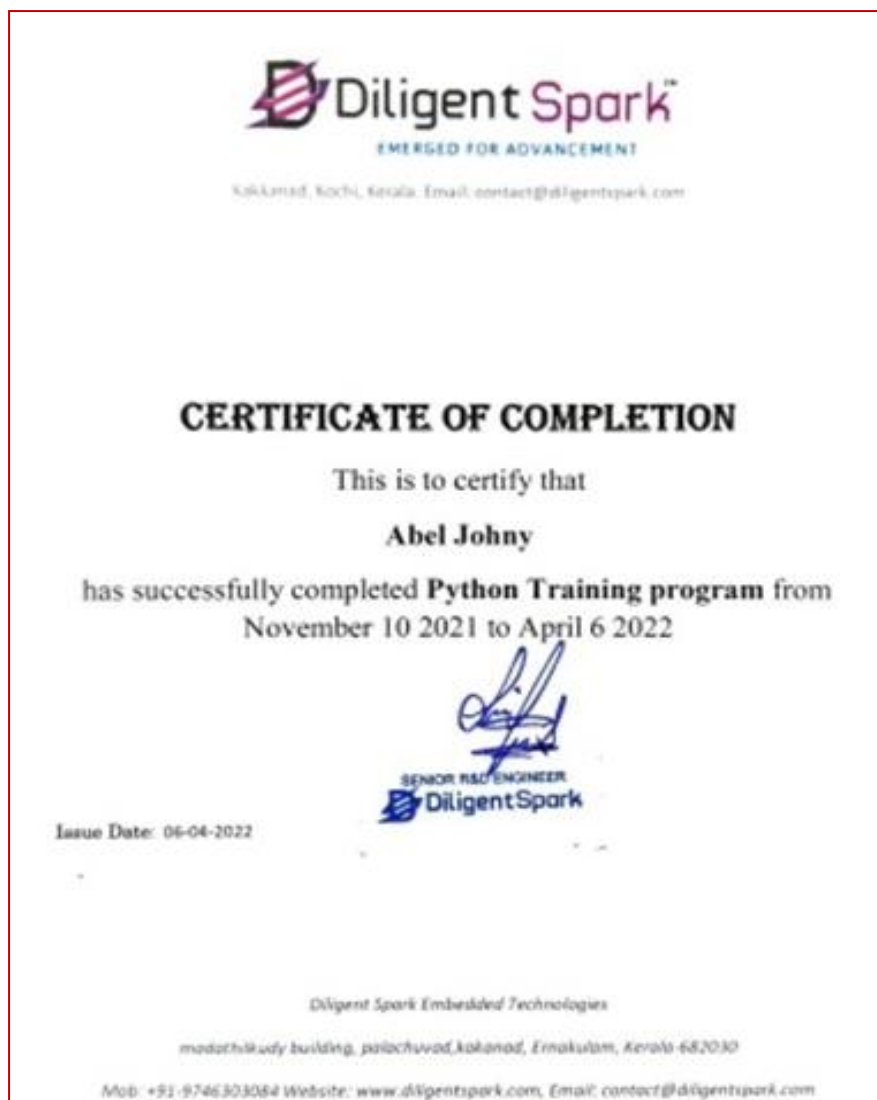 Diligent Spark™
EMERGED FOR ADVANCEMENT
Kakkanad, Kochi, Kerala. Email: contact@diligentspark.com
CERTIFICATE OF COMPLETION
This is to certify that
Abel Johny
has successfully completed Python Training program from
November 10 2021 to April 6 2022
SENIOR R&D ENGINEER
DiligentSpark
Issue Date: 06-04-2022
Diligent Spark Embedded Technologies
madathilkudy building, palachuvad,kakanad, Ernakulam, Kerala-682030
Mob: +91-9746303084 Website: www.diligentspark.com, Email: contact@diligentspark.com